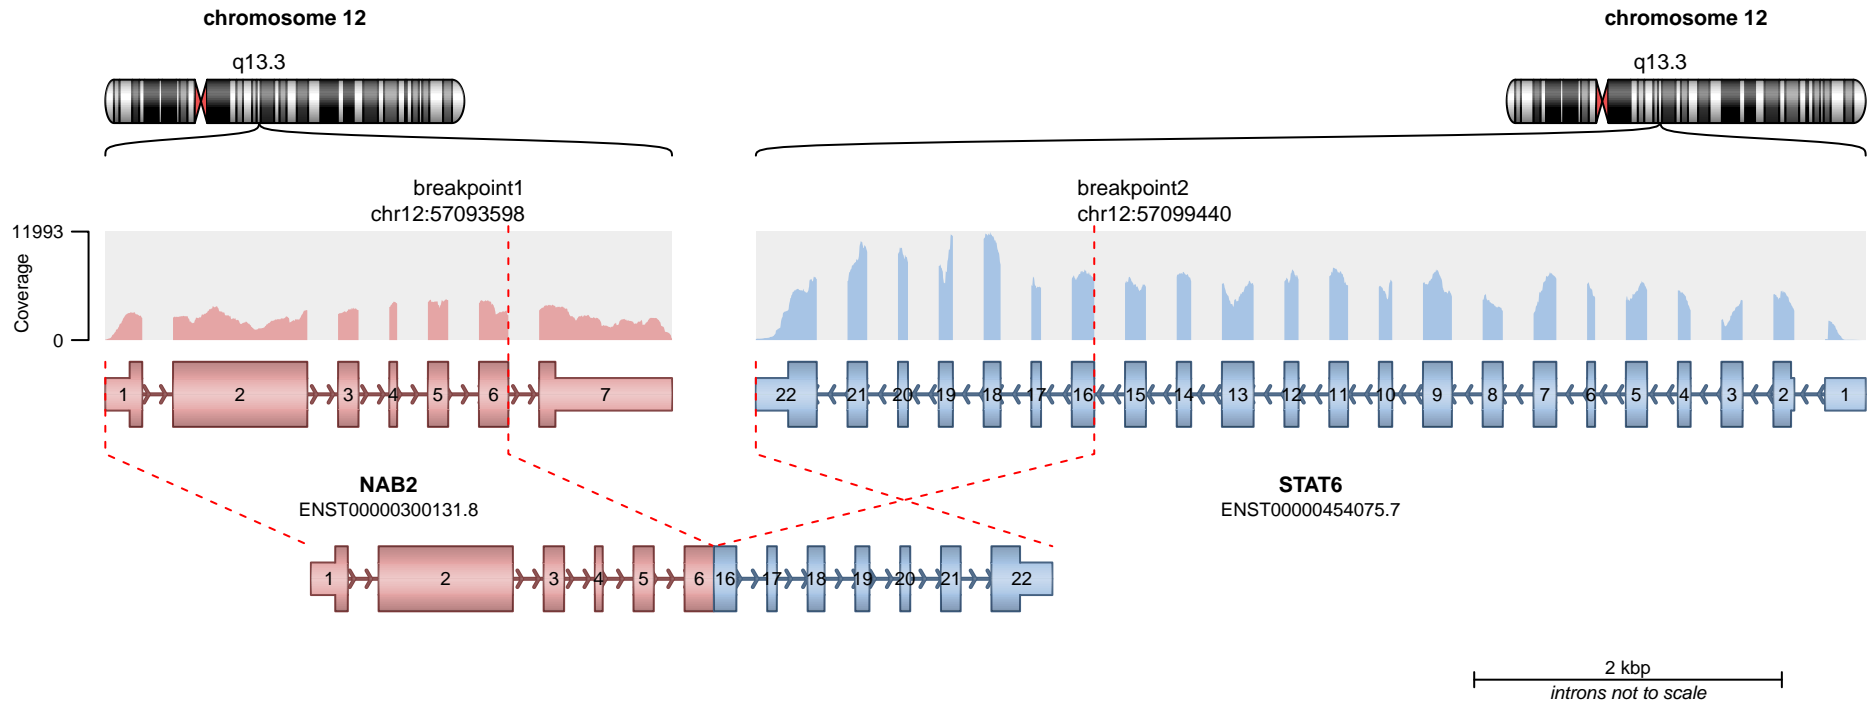 chromosome 12
chromosome 12
q13.3
q13.3
breakpoint1
chr12:57093598
breakpoint2
chr12:57099440
11993
Coverage
0
1 2 3 4 5 6 7
22 21 20 19 18 17 16 15 14 13 12 11 10 9 8 7 6 5 4 3 2 1
NAB2
ENST00000300131.8
STAT6
ENST00000454075.7
1 2 3 4 5 6 16 17 18 19 20 21 22
2 kbp
introns not to scale